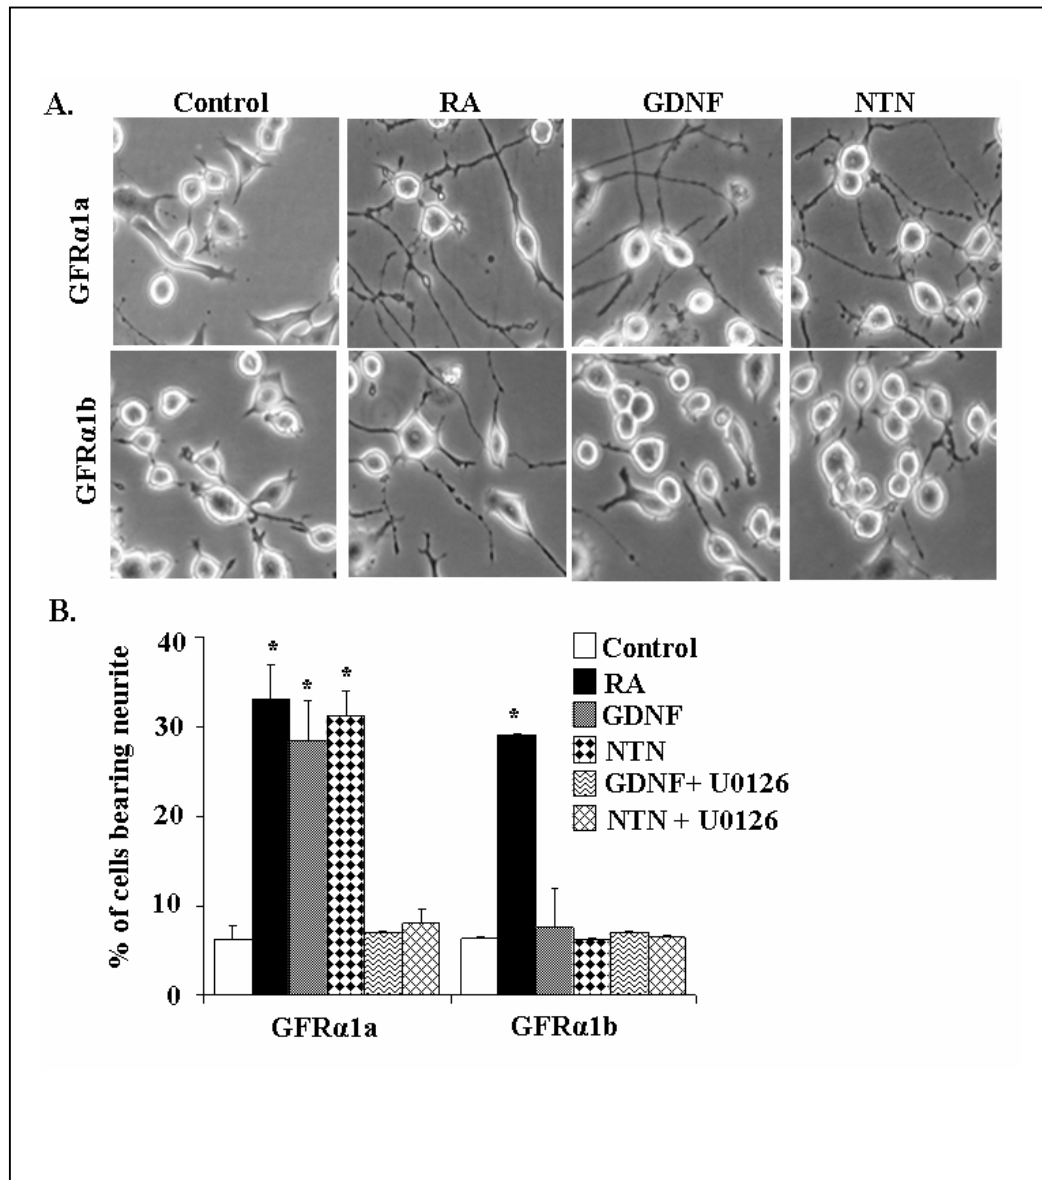 A.
Control RA GDNF NTN
GFRα1a
GFRα1b
B.
% of cells bearing neurite
40
30
20
10
0
* * *
*
Control
RA
GDNF
NTN
GDNF+ U0126
NTN + U0126
GFRα1a GFRα1b